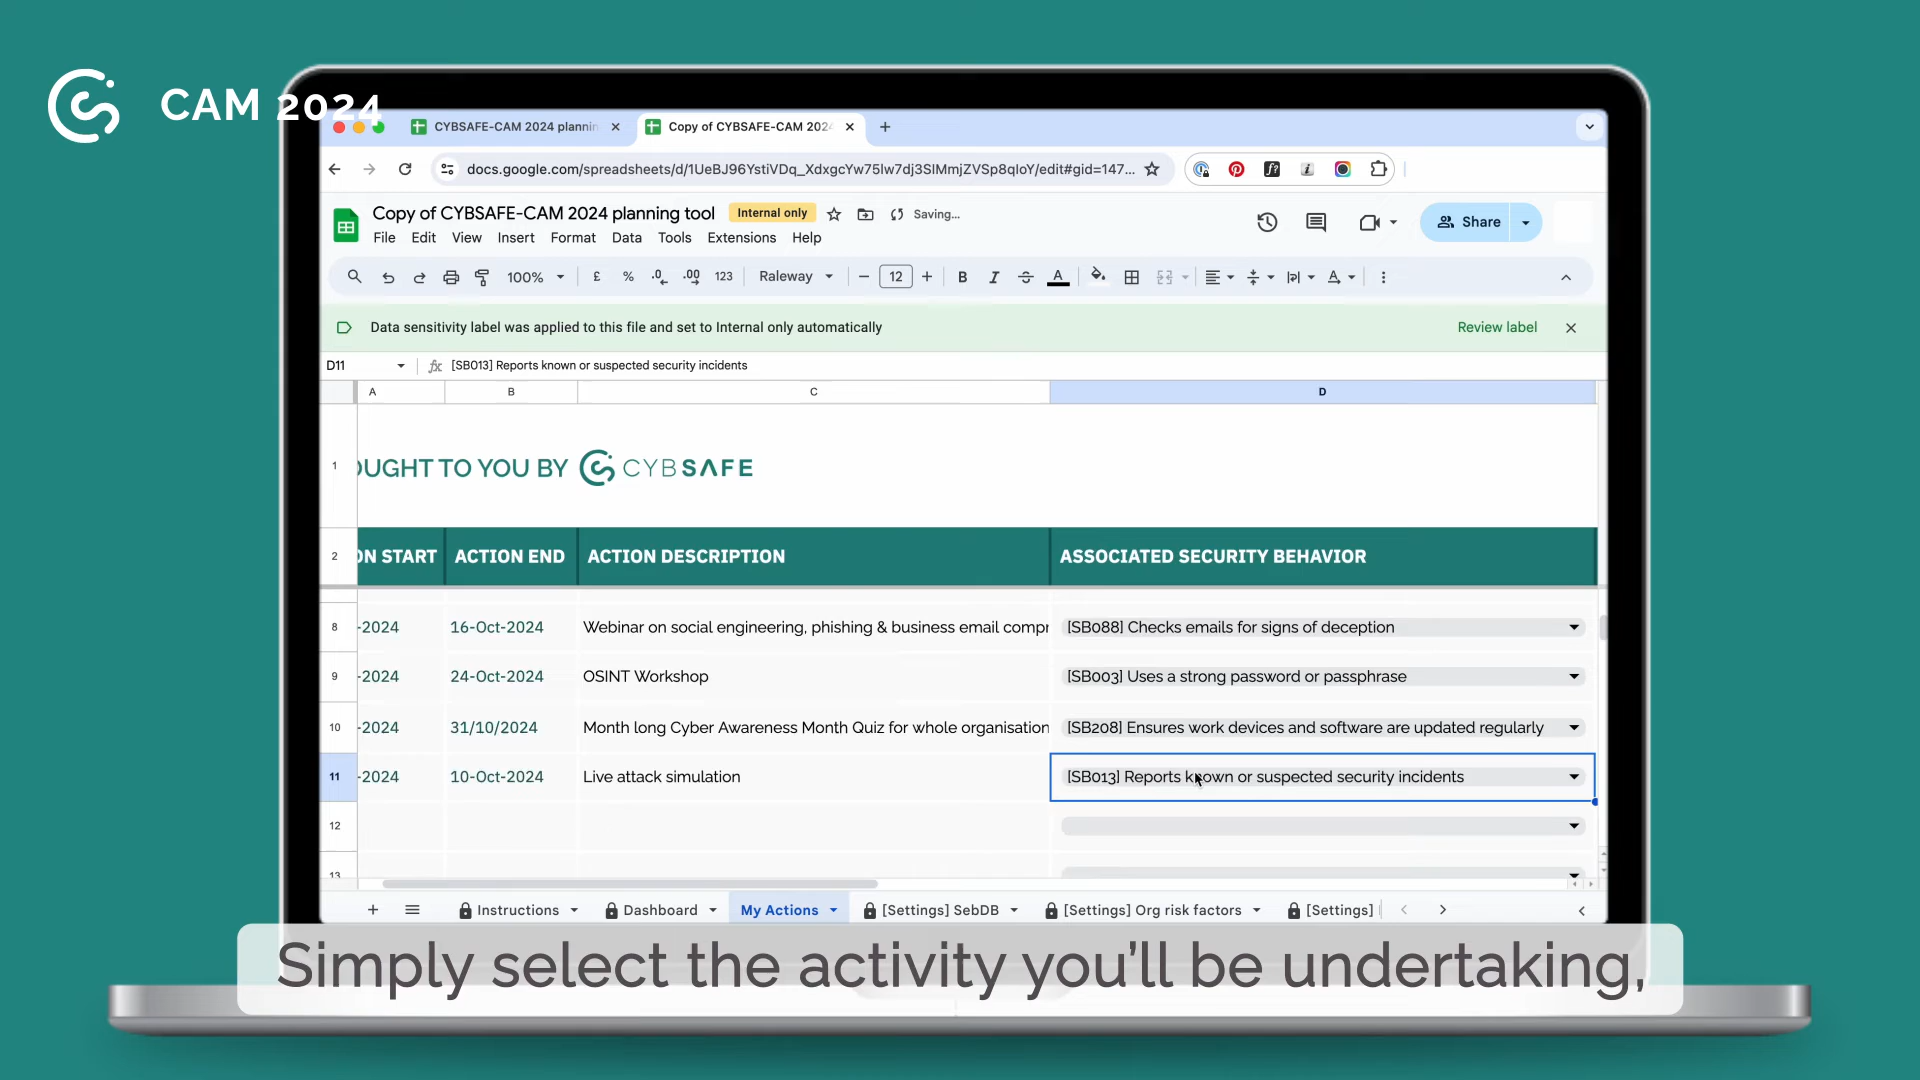 CAM 2024
CYBSAFE-CAM 2024 plannin
Copy of CYBSAFE-CAM 202
docs.google.com/spreadsheets/d/1UeBJ96YstiVDq_XdxgcYw75lw7dj3SlMmjZVSp8qIoY/edit#gid=147...
Copy of CYBSAFE-CAM 2024 planning tool
Internal only
Saving...
File Edit View Insert Format Data Tools Extensions Help
Share
100% £ % .0 .00 123 Raleway 12 B I A
Data sensitivity label was applied to this file and set to Internal only automatically
Review label
D11 fx [SB013] Reports known or suspected security incidents
A B C D
1 OUGHT TO YOU BY CYBSAFE
2 ON START ACTION END ACTION DESCRIPTION ASSOCIATED SECURITY BEHAVIOR
8 -2024 16-Oct-2024 Webinar on social engineering, phishing & business email compr [SB088] Checks emails for signs of deception
9 -2024 24-Oct-2024 OSINT Workshop [SB003] Uses a strong password or passphrase
10 -2024 31/10/2024 Month long Cyber Awareness Month Quiz for whole organisation [SB208] Ensures work devices and software are updated regularly
11 -2024 10-Oct-2024 Live attack simulation [SB013] Reports known or suspected security incidents
12
13
Instructions Dashboard My Actions [Settings] SebDB [Settings] Org risk factors [Settings]
Simply select the activity you'll be undertaking,